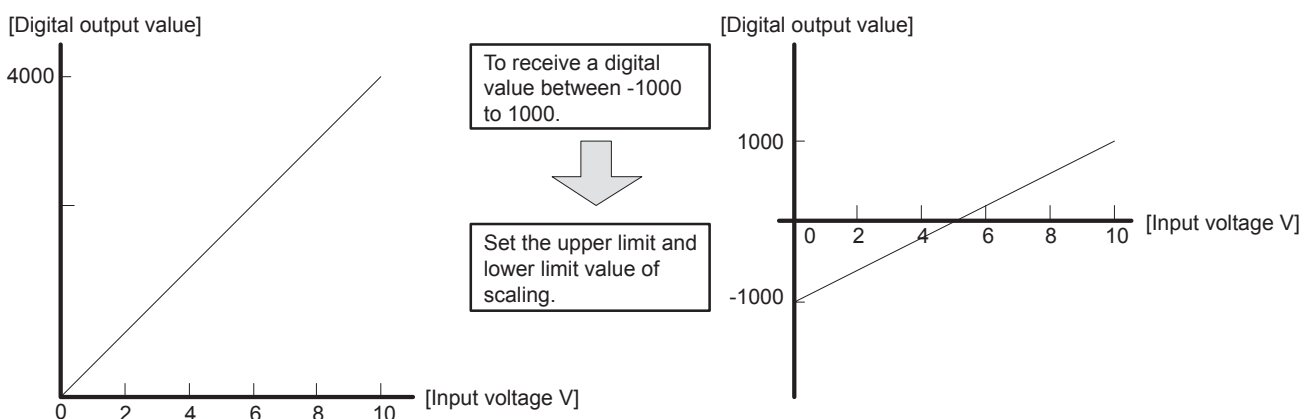 [Digital output value]
4000
0
2
4
6
8
10
[Input voltage V]
To receive a digital
value between -1000
to 1000.
Set the upper limit and
lower limit value of
scaling.
[Digital output value]
1000
0
2
4
6
8
10
[Input voltage V]
-1000